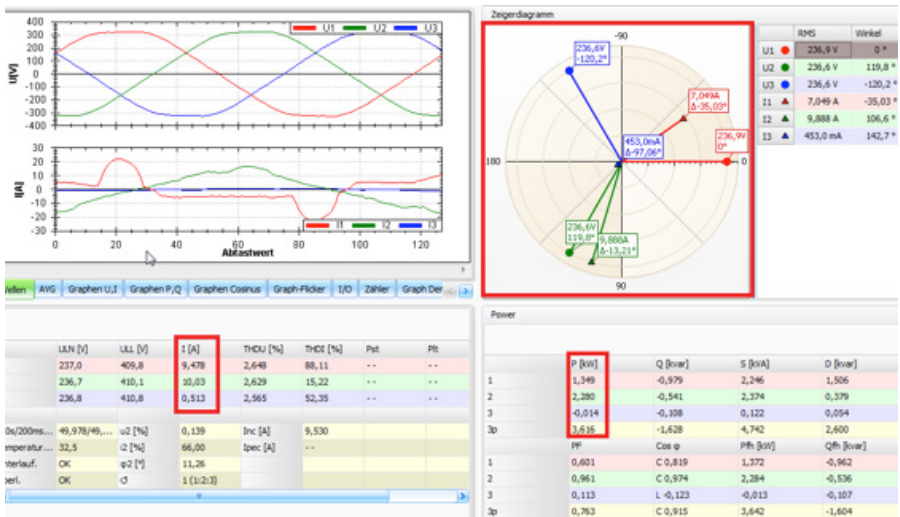 400
300
200
100
0
-100
-200
-300
-400
U[V]
U1 U2 U3
30
20
10
0
-10
-20
-30
I[A]
I1 I2 I3
0 20 40 60 80 100 120
Abtastwert
Zeigerdiagramm
-90
236,6V
-120,2°
7,049A
Δ-35,03°
453,0mA
Δ-97,06°
236,9V
0°
180
0
236,6V
119,8°
9,888A
Δ-13,21°
90
RMS Winkel
U1 236,9 V 0 °
U2 236,6 V 119,8 °
U3 236,6 V -120,2 °
I1 7,049 A -35,03 °
I2 9,888 A 106,6 °
I3 453,0 mA 142,7 °
ellen AVG Graphen U,I Graphen P,Q Graphen Cosinus Graph-Flicker I/O Zähler Graph Der
ULN [V] ULL [V] I [A] THDU [%] THDI [%] Pst Plt
237,0 409,8 9,478 2,648 88,11 -- --
236,7 410,1 10,03 2,629 15,22 -- --
236,8 410,8 0,513 2,565 52,35 -- --
0s/200ms... 49,978/49,... u2 [%] 0,139 Inc [A] 9,530
emperatur... 32,5 i2 [%] 66,00 Ipec [A] --
nterlauf. OK φ2 [°] 11,26
berl. OK ↺ 1 (1:2:3)
Power
P [kW] Q [kvar] S [kVA] D [kvar]
1 1,349 -0,979 2,246 1,506
2 2,280 -0,541 2,374 0,379
3 -0,014 -0,108 0,122 0,054
3p 3,616 -1,628 4,742 2,600
PF Cos φ Pfh [kW] Qfh [kvar]
1 0,601 C 0,819 1,372 -0,962
2 0,961 C 0,974 2,284 -0,536
3 0,113 L -0,123 -0,013 -0,107
3p 0,763 C 0,915 3,642 -1,604